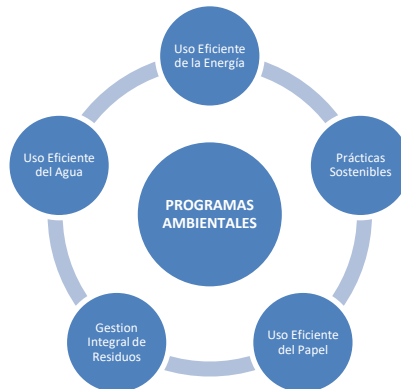 Uso Eficiente
de la Energía
Uso Eficiente
del Agua
Prácticas
Sostenibles
PROGRAMAS
AMBIENTALES
Gestion
Integral de
Residuos
Uso Eficiente
del Papel